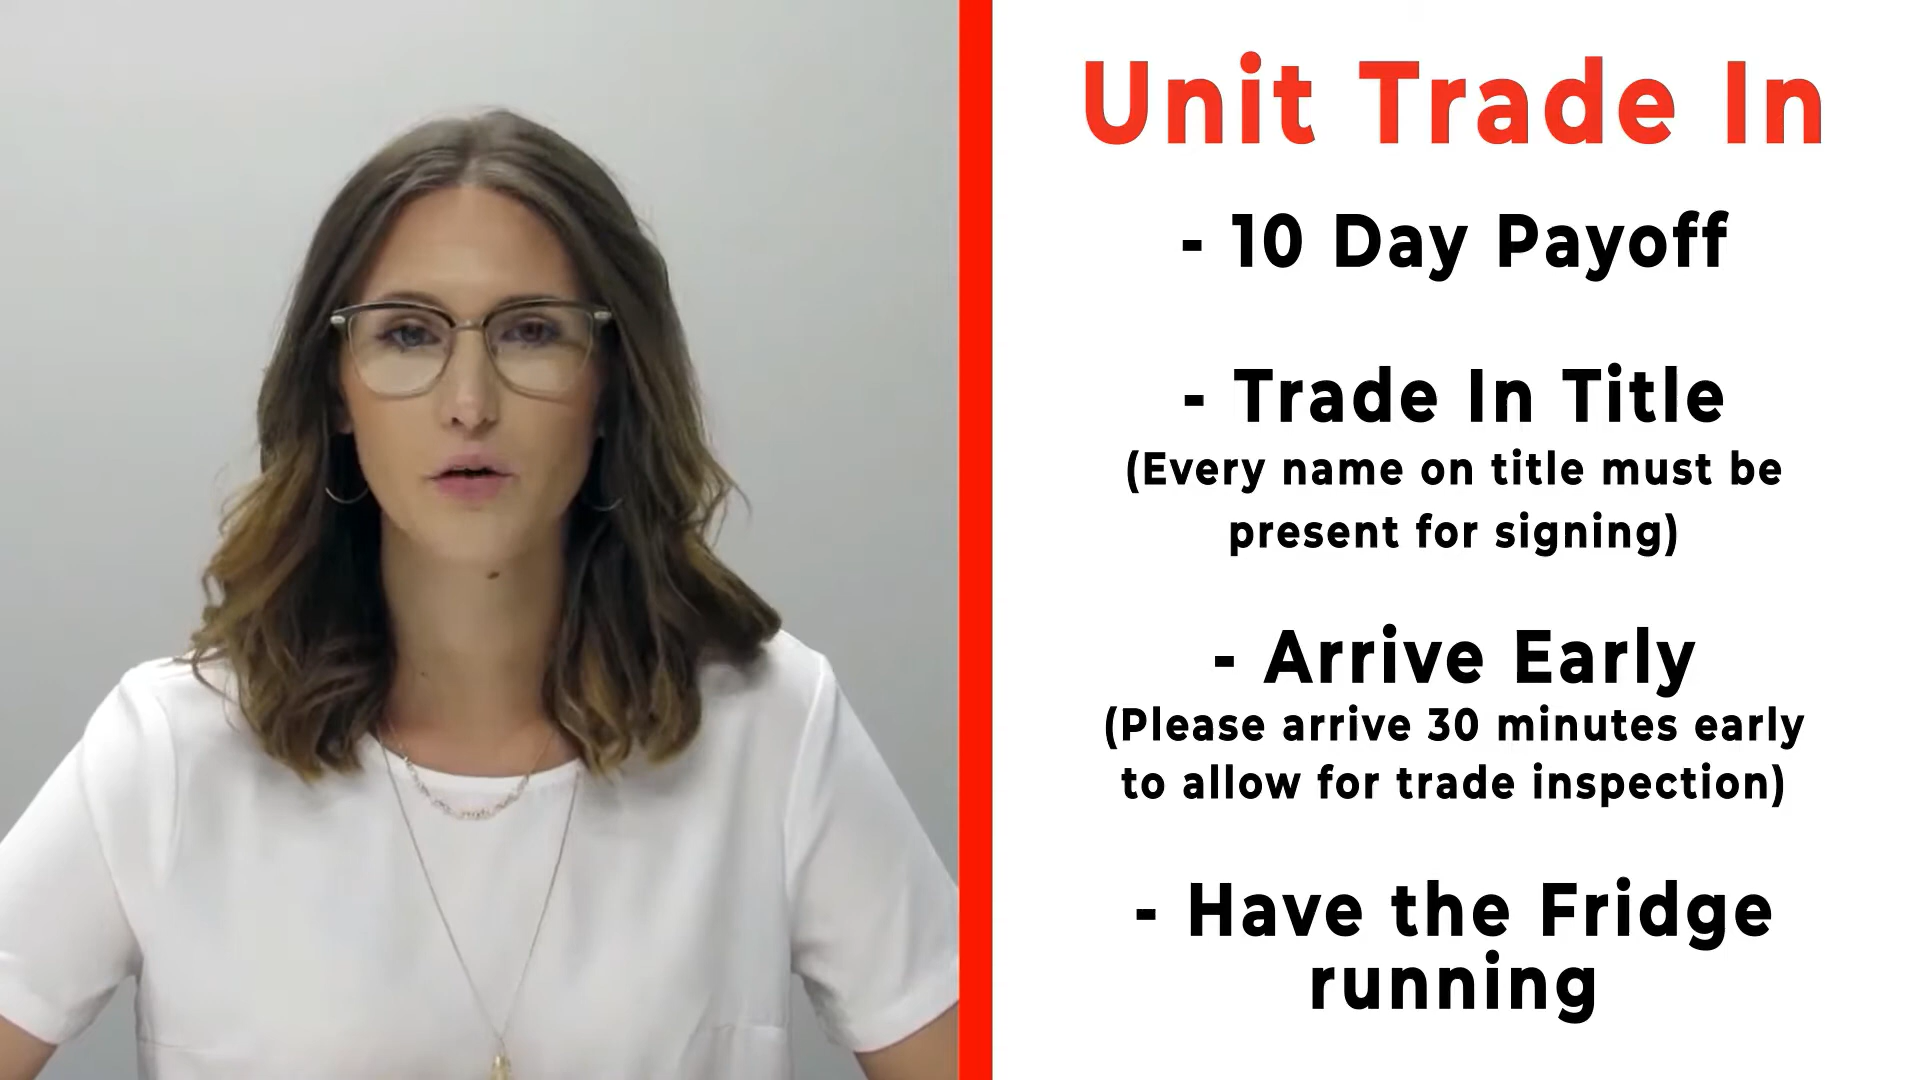 Unit Trade In
- 10 Day Payoff
- Trade In Title
(Every name on title must be
present for signing)
- Arrive Early
(Please arrive 30 minutes early
to allow for trade inspection)
- Have the Fridge
running